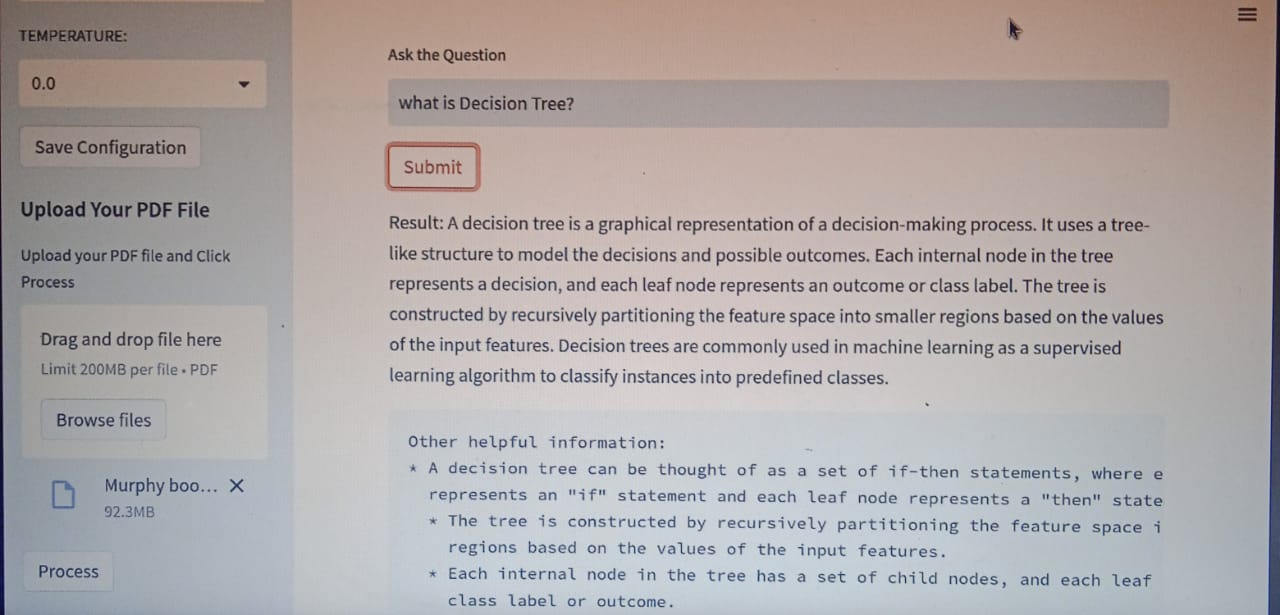 TEMPERATURE:
0.0
Save Configuration
Upload Your PDF File
Upload your PDF file and Click
Process
Drag and drop file here
Limit 200MB per file • PDF
Browse files
Murphy boo...
92.3MB
Process
Ask the Question
what is Decision Tree?
Submit
Result: A decision tree is a graphical representation of a decision-making process. It uses a tree-
like structure to model the decisions and possible outcomes. Each internal node in the tree
represents a decision, and each leaf node represents an outcome or class label. The tree is
constructed by recursively partitioning the feature space into smaller regions based on the values
of the input features. Decision trees are commonly used in machine learning as a supervised
learning algorithm to classify instances into predefined classes.
Other helpful information:
* A decision tree can be thought of as a set of if-then statements, where e
represents an "if" statement and each leaf node represents a "then" state
* The tree is constructed by recursively partitioning the feature space i
regions based on the values of the input features.
* Each internal node in the tree has a set of child nodes, and each leaf
class label or outcome.